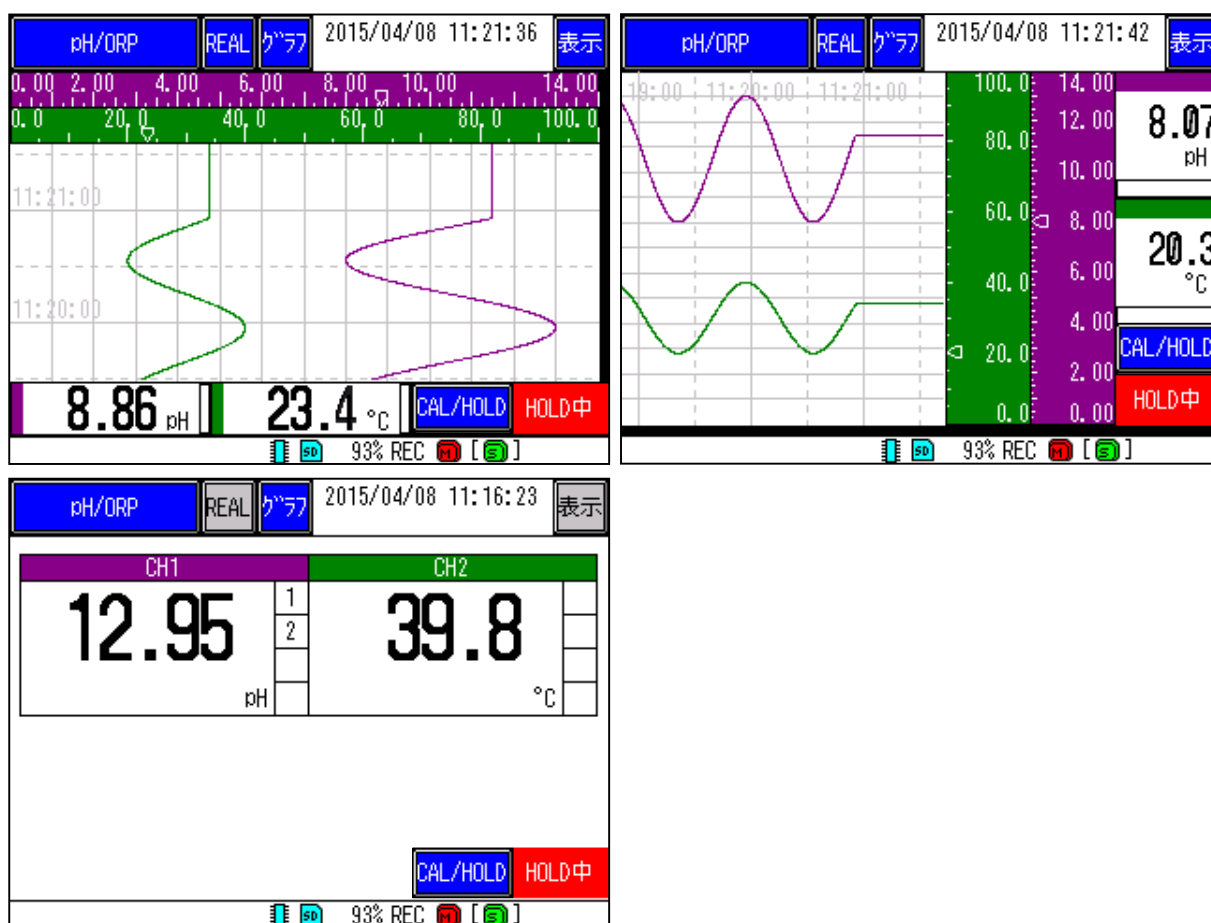 pH/ORP REAL グラフ 2015/04/08 11:21:36 表示
0.00 2.00 4.00 6.00 8.00 10.00 14.00
0.0 20.0 40.0 60.0 80.0 100.0
11:21:00
11:20:00
8.86 pH 23.4 °C CAL/HOLD HOLD中
SD 93% REC M [S]
pH/ORP REAL グラフ 2015/04/08 11:21:42 表示
19:00 11:20:00 11:21:00
100.0 14.00
80.0 12.00
10.00
60.0 8.00
40.0 6.00
4.00
20.0 2.00
0.0 0.00
8.07
pH
20.3
°C
CAL/HOLD
HOLD中
SD 93% REC M [S]
pH/ORP REAL グラフ 2015/04/08 11:16:23 表示
CH1 CH2
12.95 1 39.8
2
pH °C
CAL/HOLD HOLD中
SD 93% REC M [S]